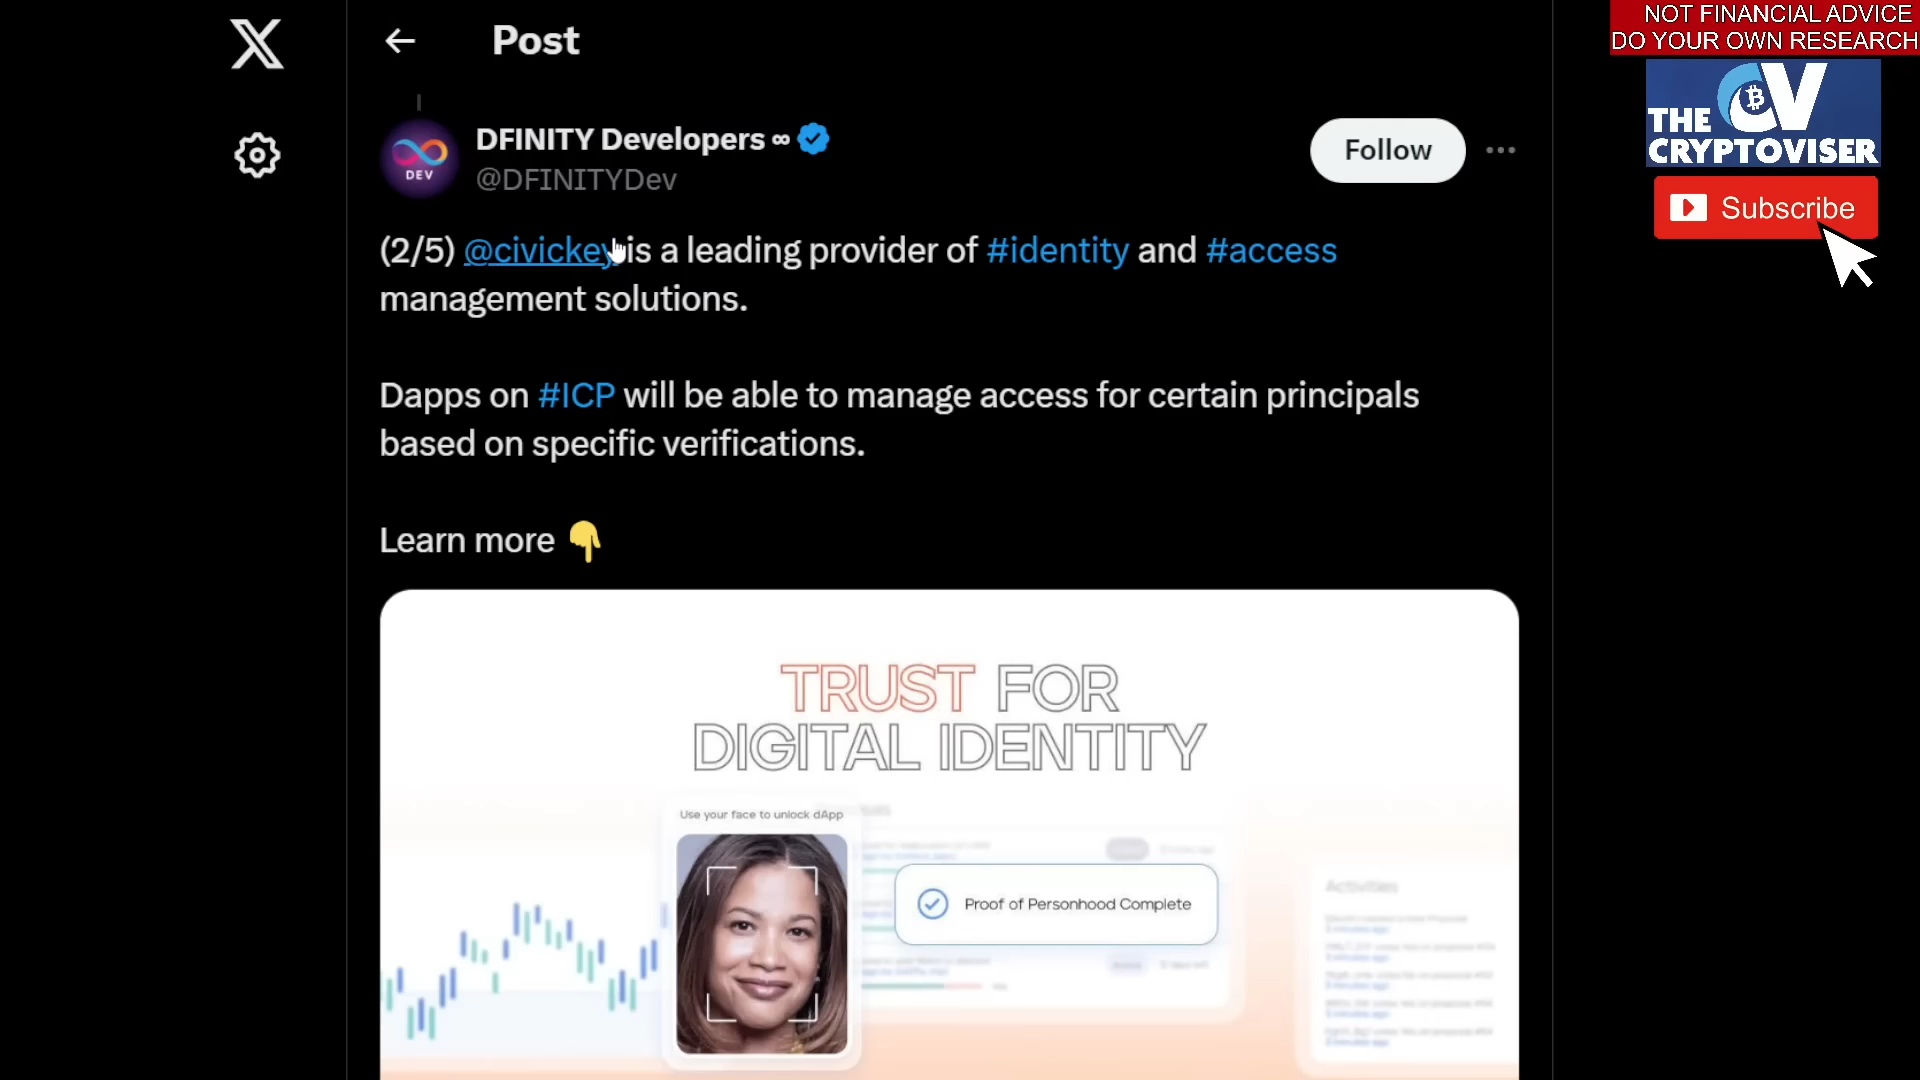 NOT FINANCIAL ADVICE
DO YOUR OWN RESEARCH
THE CV
CRYPTOVISER
Subscribe
Post
DFINITY Developers ∞
@DFINITYDev
DEV
Follow
(2/5) @civickey is a leading provider of #identity and #access
management solutions.
Dapps on #ICP will be able to manage access for certain principals
based on specific verifications.
Learn more 👇
TRUST FOR
DIGITAL IDENTITY
Use your face to unlock dApp
Proof of Personhood Complete
Activities